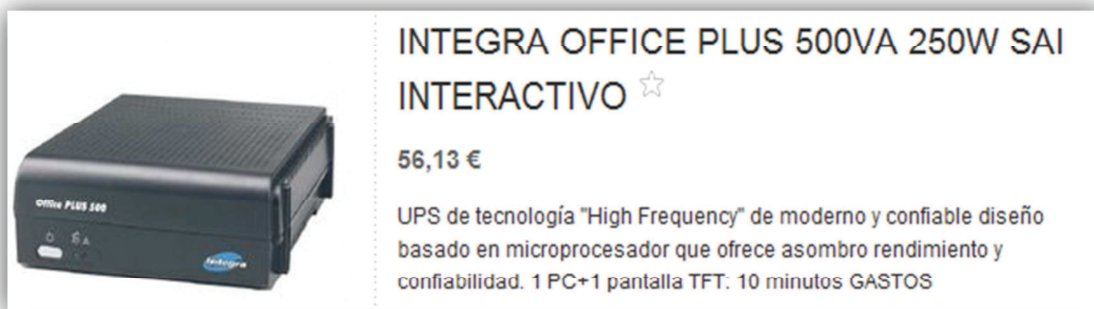 INTEGRA OFFICE PLUS 500VA 250W SAI
INTERACTIVO
56,13 €
UPS de tecnología "High Frequency" de moderno y confiable diseño
basado en microprocesador que ofrece asombro rendimiento y
confiabilidad. 1 PC+1 pantalla TFT: 10 minutos GASTOS
Office PLUS 500
Integra